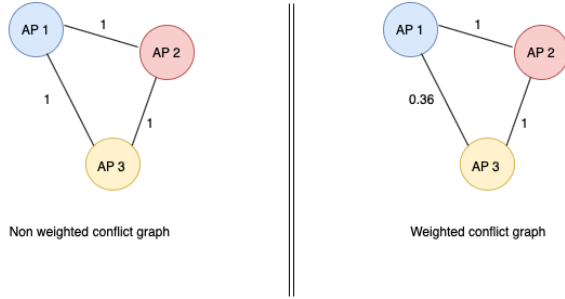 AP 1
1
AP 2
1
1
AP 3
Non weighted conflict graph
AP 1
1
AP 2
0.36
1
AP 3
Weighted conflict graph